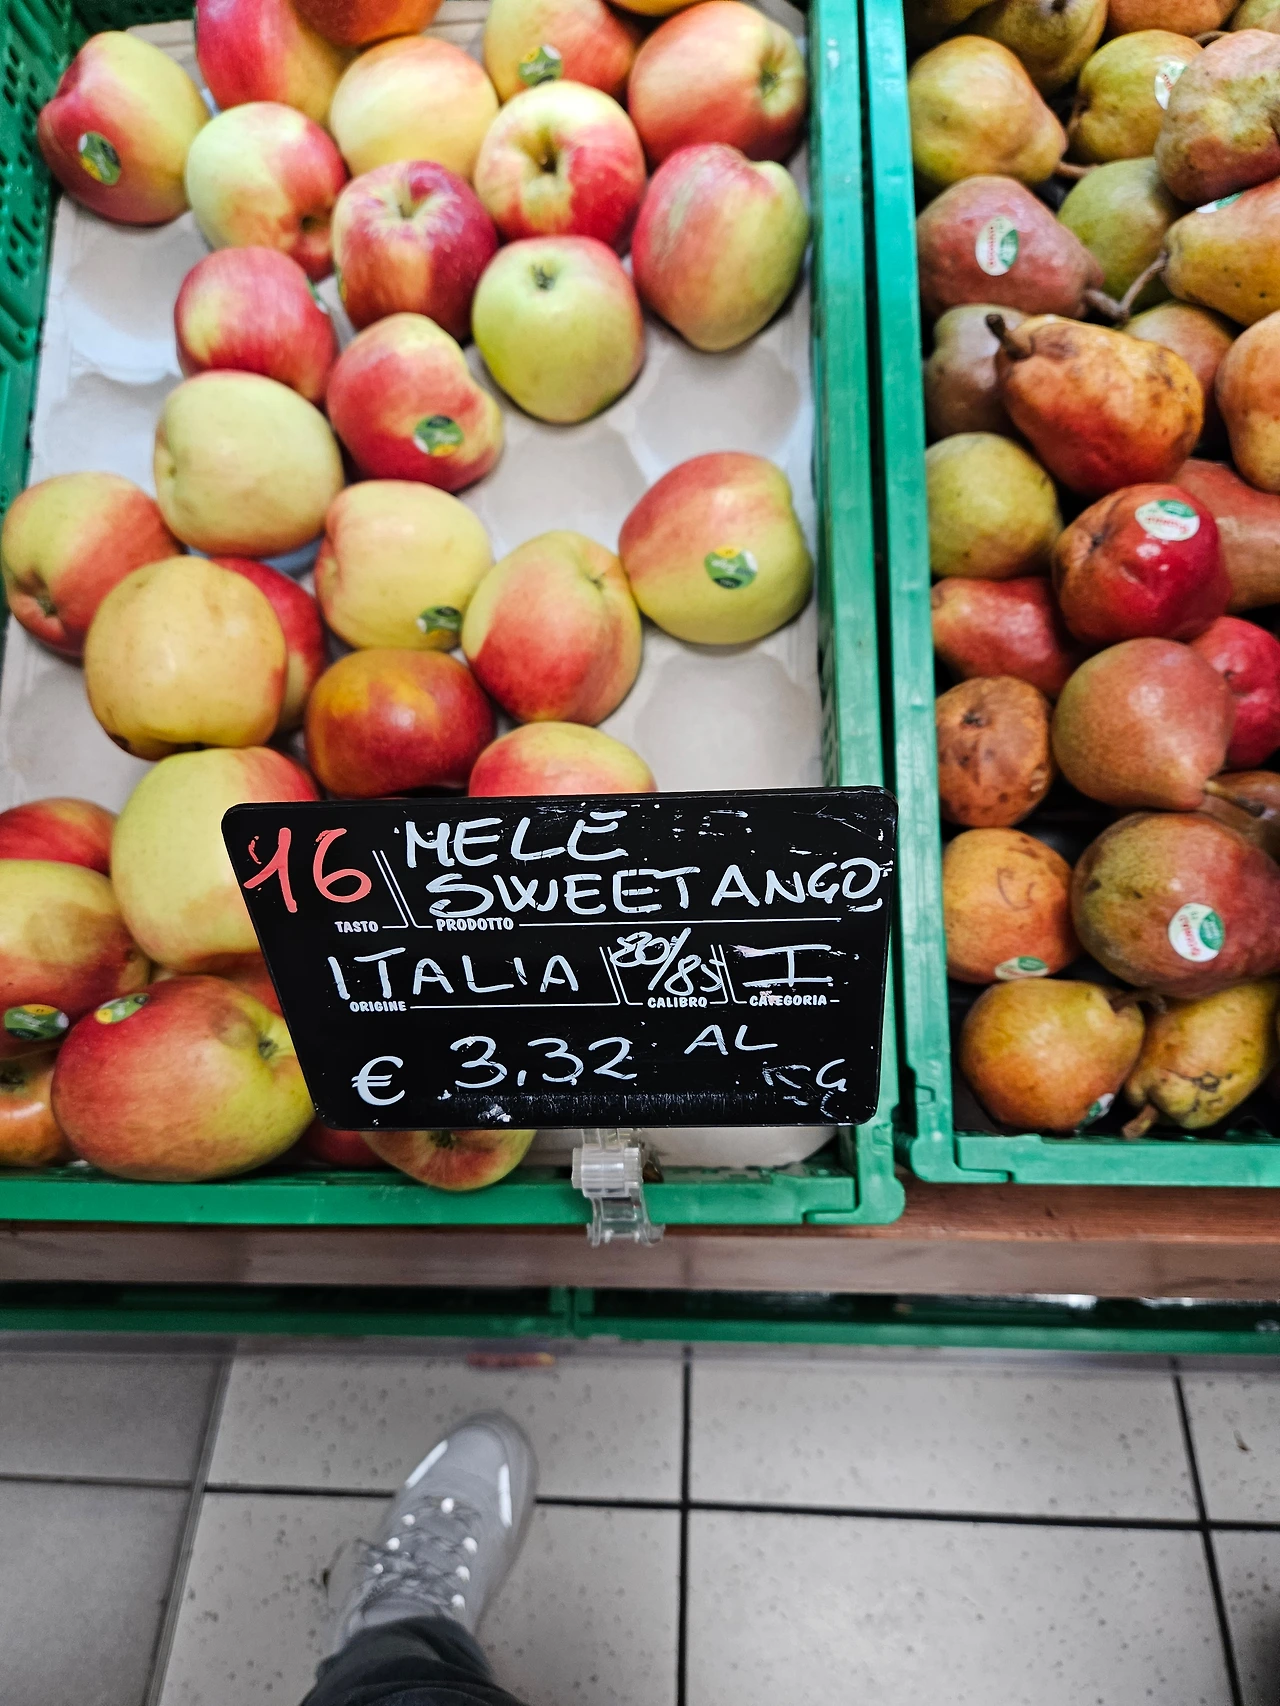 16 MELE
SWEETANGO
TASTO PRODOTTO
ITALIA 80/85 I
ORIGINE CALIBRO CATEGORIA
€ 3,32 AL
KG